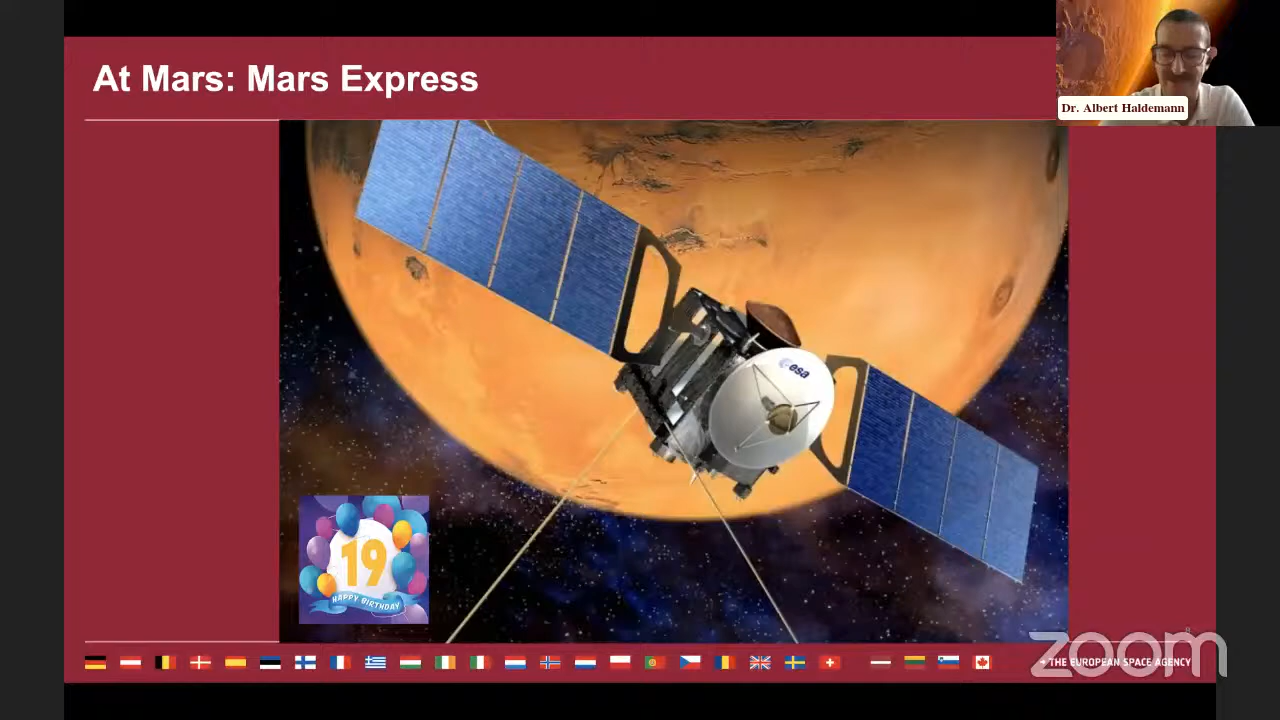 At Mars: Mars Express
Dr. Albert Haldemann
esa
19
HAPPY BIRTHDAY
→ THE EUROPEAN SPACE AGENCY
zoom